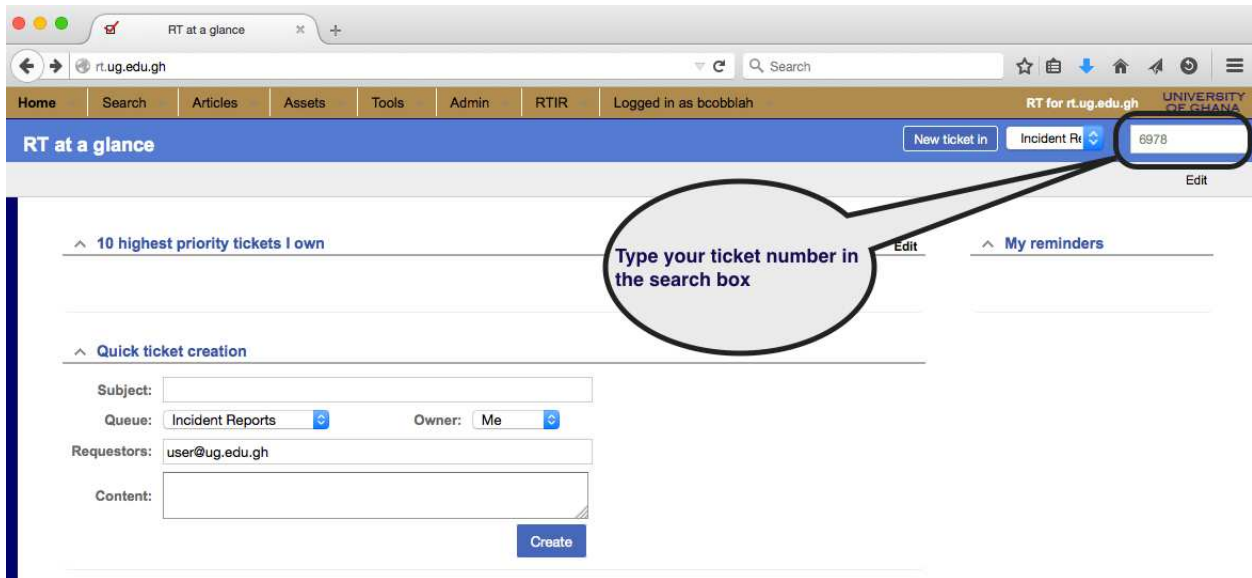 RT at a glance
rt.ug.edu.gh
Search
Home Search Articles Assets Tools Admin RTIR Logged in as bcobblah
RT for rt.ug.edu.gh
UNIVERSITY
OF GHANA
RT at a glance
New ticket in
Incident Re
6978
Edit
10 highest priority tickets I own
Edit
My reminders
Type your ticket number in
the search box
Quick ticket creation
Subject:
Queue: Incident Reports Owner: Me
Requestors: user@ug.edu.gh
Content:
Create